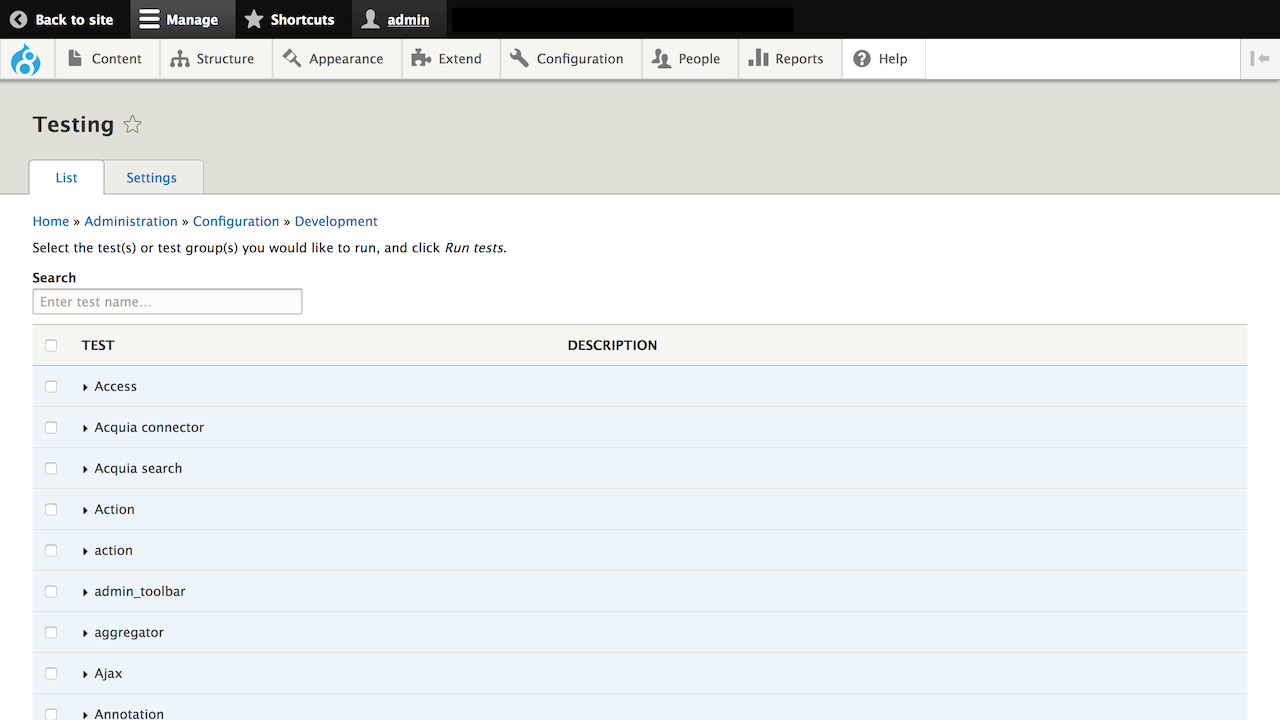 Back to site Manage Shortcuts admin
Content Structure Appearance Extend Configuration People Reports Help
Testing
List Settings
Home » Administration » Configuration » Development
Select the test(s) or test group(s) you would like to run, and click Run tests.
Search
Enter test name...
TEST DESCRIPTION
Access
Acquia connector
Acquia search
Action
action
admin_toolbar
aggregator
Ajax
Annotation